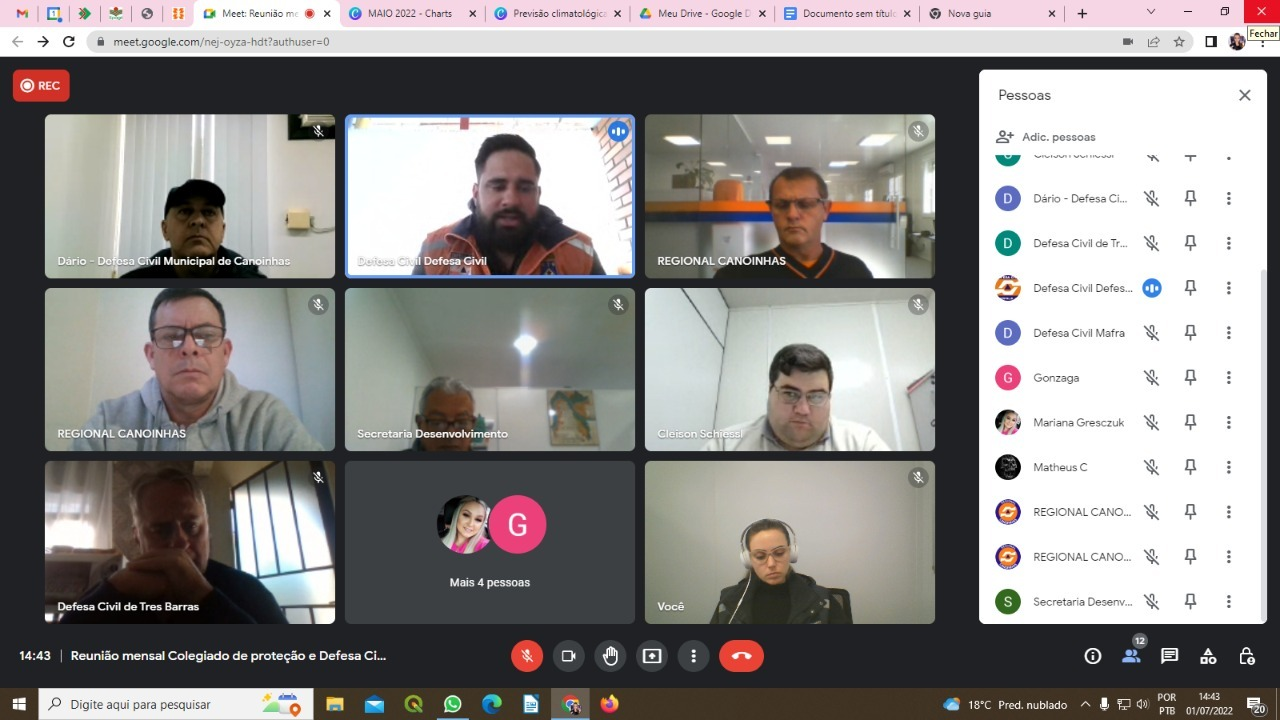 Meet: Reunião me
MAIO 2022 - Charts
Previsão climatológica
Meu Drive - Google D
Documento sem título
Nova guia
meet.google.com/nej-oyza-hdt?authuser=0
Fechar
REC
Dário - Defesa Civil Municipal de Canoinhas
Defesa Civil Defesa Civil
REGIONAL CANOINHAS
REGIONAL CANOINHAS
Secretaria Desenvolvimento
Cleison Schiessl
Defesa Civil de Tres Barras
G
Mais 4 pessoas
Você
Pessoas
Adic. pessoas
Cleison Schiessl
D Dário - Defesa Ci...
D Defesa Civil de Tr...
Defesa Civil Defes...
D Defesa Civil Mafra
G Gonzaga
Mariana Gresczuk
Matheus C
REGIONAL CANO...
REGIONAL CANO...
S Secretaria Desenv...
14:43 | Reunião mensal Colegiado de proteção e Defesa Ci...
12
Digite aqui para pesquisar
18°C Pred. nublado
POR
PTB
14:43
01/07/2022
20